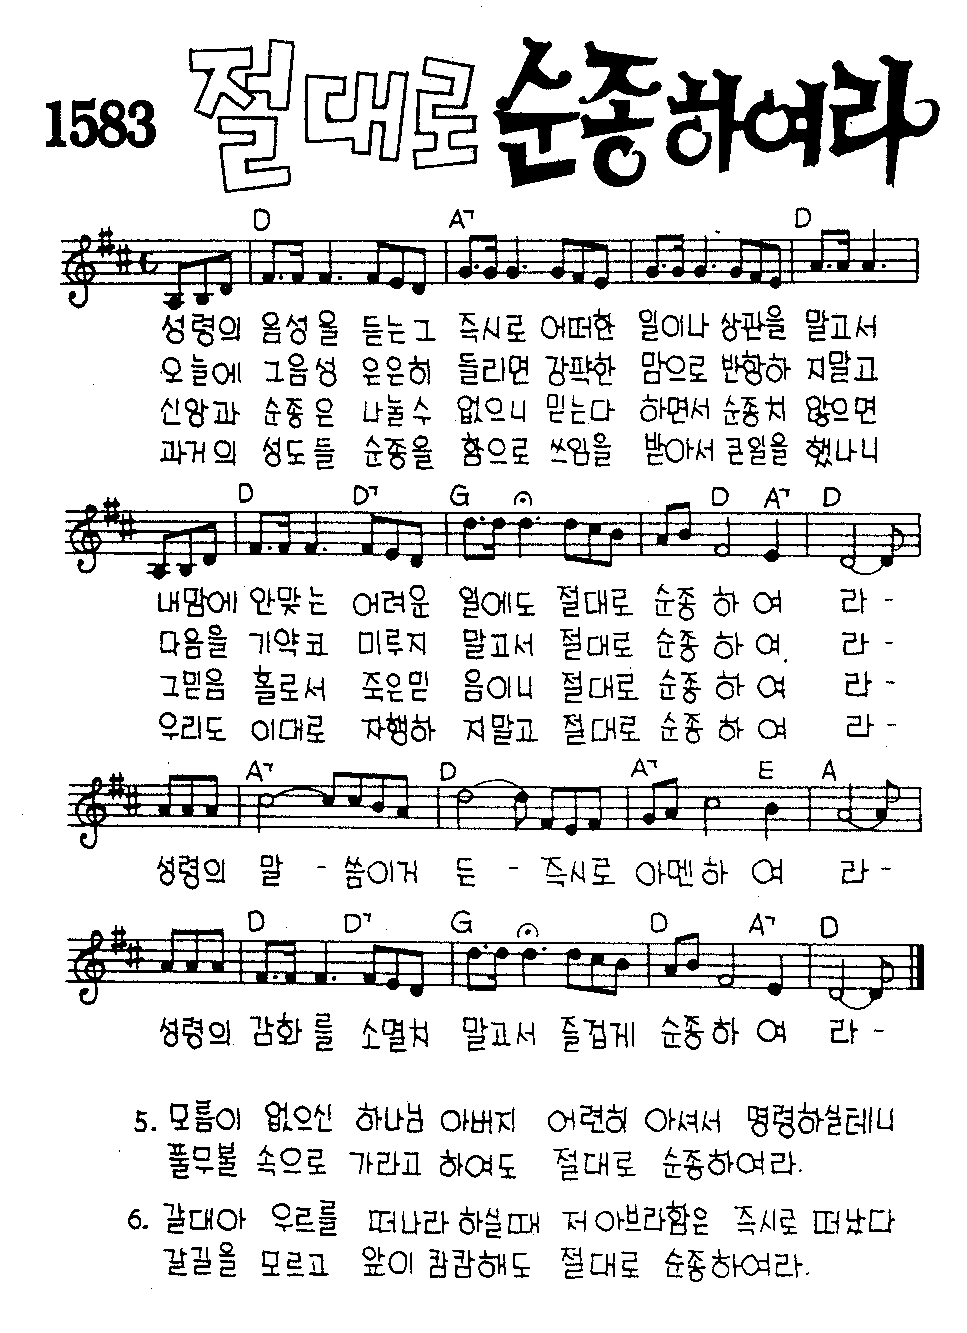 1583 절대로 순종하여라
D A7 D
성령의 음성을 듣는그 즉시로 어떠한 일이나 상관을 말고서
오늘에 그음성 은은히 들리면 강퍅한 맘으로 반항하 지말고
신앙과 순종은 나눌수 없으니 믿는다 하면서 순종치 않으면
과거의 성도들 순종을 함으로 쓰임을 받아서 큰일을 했나니
D D7 G D A7 D
내맘에 안맞는 어려운 일에도 절대로 순종 하 여 라 -
다음을 기약코 미루지 말고서 절대로 순종 하 여 라 -
그믿음 홀로서 죽은믿 음이니 절대로 순종 하 여 라 -
우리도 이대로 자행하 지말고 절대로 순종 하 여 라 -
A7 D A7 E A
성령의 말 - 씀이거 든 - 즉시로 아멘하 여 라 -
D D7 G D A7 D
성령의 감화를 소멸치 말고서 즐겁게 순종하 여 라 -
5. 모름이 없으신 하나님 아버지 어련히 아셔서 명령하실테니
풀무불 속으로 가라고 하여도 절대로 순종하여라.
6. 갈대아 우르를 떠나라 하실때 저 아브라함은 즉시로 떠났다
갈길을 모르고 앞이 캄캄해도 절대로 순종하여라.